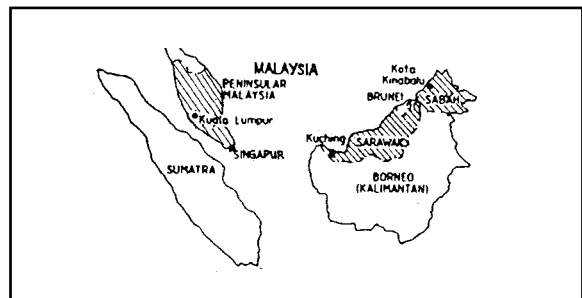 MALAYSIA
PENINSULAR
MALAYSIA
Kuala Lumpur
SINGAPUR
SUMATRA
Kota
Kinabalu
BRUNEI
SABAH
Kuching
SARAWAK
BORNEO
(KALIMANTAN)